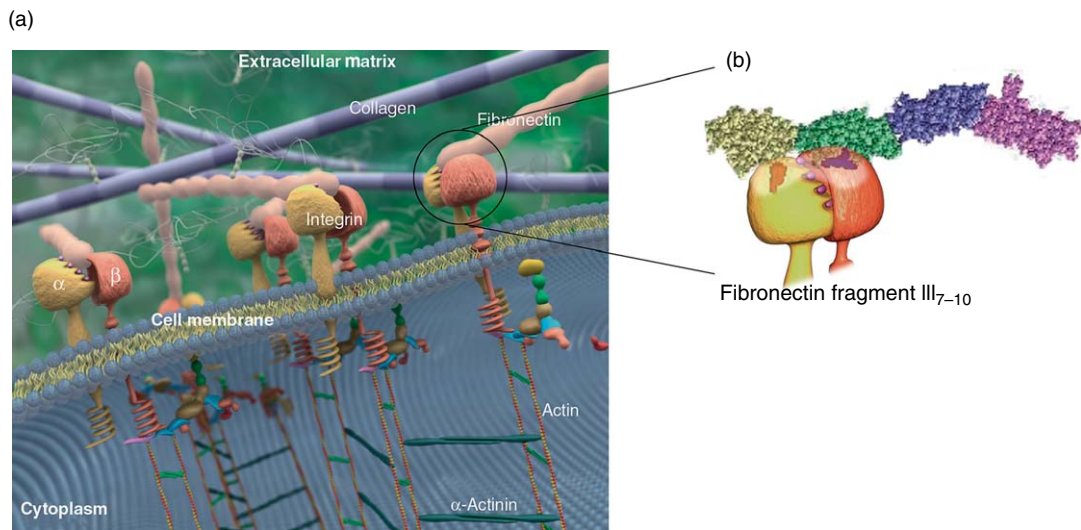 (a)
Extracellular matrix
Collagen
Fibronectin
Integrin
α
β
Cell membrane
Actin
α-Actinin
Cytoplasm
(b)
Fibronectin fragment III7–10